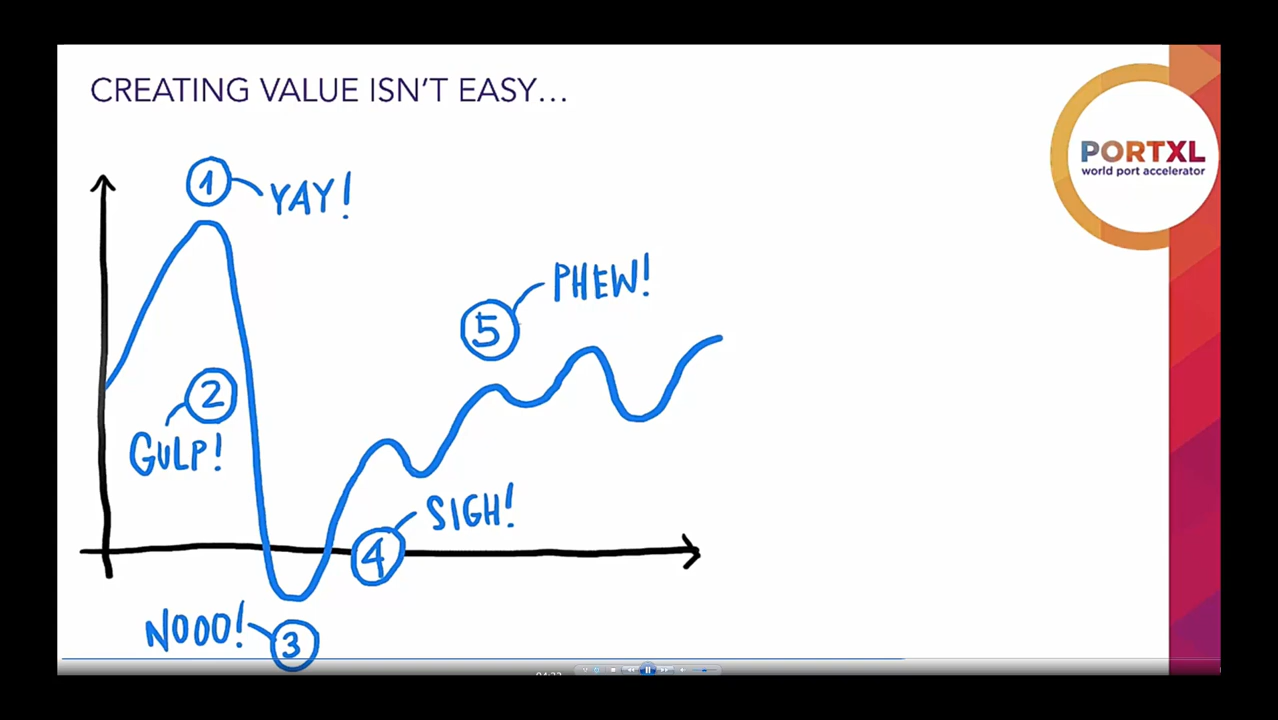 CREATING VALUE ISN'T EASY...
PORTXL
world port accelerator
1
YAY!
PHEW!
5
2
GULP!
SIGH!
4
NOOO!
3